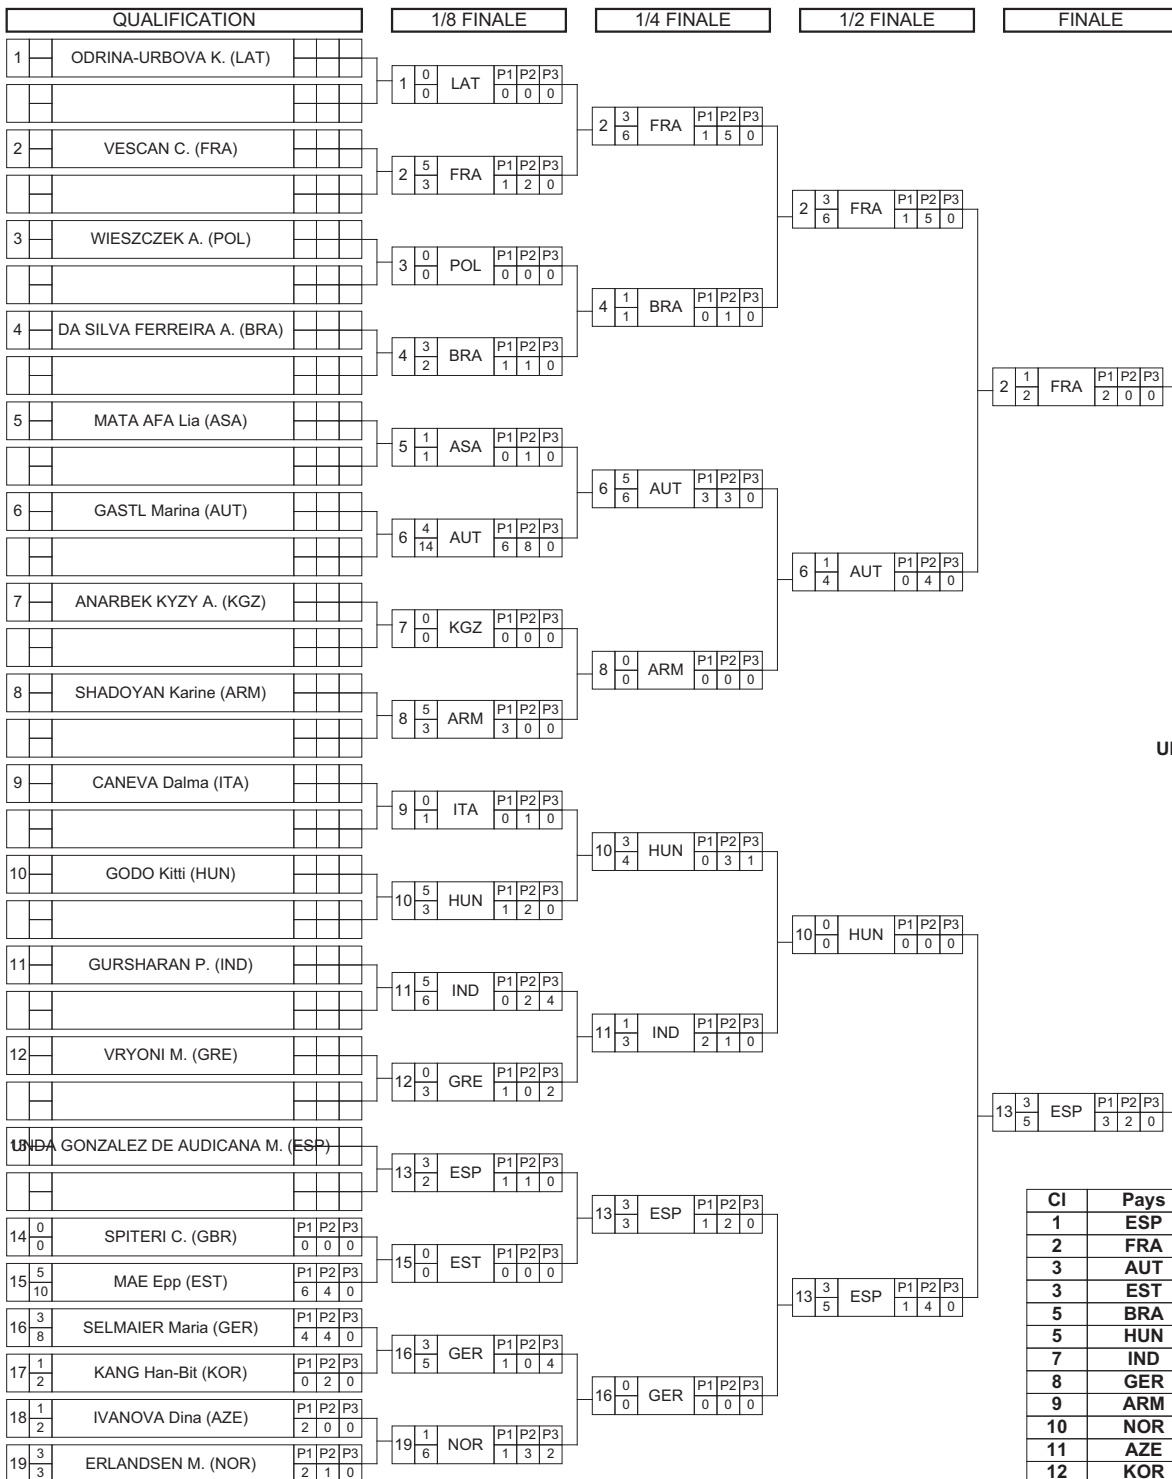 QUALIFICATION 1/8 FINALE 1/4 FINALE 1/2 FINALE FINALE
1 ODRINA-URBOVA K. (LAT)
2 VESCAN C. (FRA)
3 WIESZCZEK A. (POL)
4 DA SILVA FERREIRA A. (BRA)
5 MATA AFA Lia (ASA)
6 GASTL Marina (AUT)
7 ANARBEK KYZY A. (KGZ)
8 SHADOYAN Karine (ARM)
9 CANEVA Dalma (ITA)
10 GODO Kitti (HUN)
11 GURSHARAN P. (IND)
12 VRYONI M. (GRE)
13 UNDA GONZALEZ DE AUDICANA M. (ESP)
14 0 SPITERI C. (GBR) P1 P2 P3
0 0 0 0
15 5 MAE Epp (EST) P1 P2 P3
10 6 4 0
16 3 SELMAIER Maria (GER) P1 P2 P3
8 4 4 0
17 1 KANG Han-Bit (KOR) P1 P2 P3
2 0 2 0
18 1 IVANOVA Dina (AZE) P1 P2 P3
2 2 0 0
19 3 ERLANDSEN M. (NOR) P1 P2 P3
3 2 1 0
1 0 LAT P1 P2 P3
0 0 0 0
2 5 FRA P1 P2 P3
3 1 2 0
3 0 POL P1 P2 P3
0 0 0 0
4 3 BRA P1 P2 P3
2 1 1 0
5 1 ASA P1 P2 P3
1 0 1 0
6 4 AUT P1 P2 P3
14 6 8 0
7 0 KGZ P1 P2 P3
0 0 0 0
8 5 ARM P1 P2 P3
3 3 0 0
9 0 ITA P1 P2 P3
1 0 1 0
10 5 HUN P1 P2 P3
3 1 2 0
11 5 IND P1 P2 P3
6 0 2 4
12 0 GRE P1 P2 P3
3 1 0 2
13 3 ESP P1 P2 P3
2 1 1 0
15 0 EST P1 P2 P3
0 0 0 0
16 3 GER P1 P2 P3
5 1 0 4
19 1 NOR P1 P2 P3
6 1 3 2
2 3 FRA P1 P2 P3
6 1 5 0
4 1 BRA P1 P2 P3
1 0 1 0
6 5 AUT P1 P2 P3
6 3 3 0
8 0 ARM P1 P2 P3
0 0 0 0
10 3 HUN P1 P2 P3
4 0 3 1
11 1 IND P1 P2 P3
3 2 1 0
13 3 ESP P1 P2 P3
3 1 2 0
16 0 GER P1 P2 P3
0 0 0 0
2 3 FRA P1 P2 P3
6 1 5 0
6 1 AUT P1 P2 P3
4 0 4 0
10 0 HUN P1 P2 P3
0 0 0 0
13 3 ESP P1 P2 P3
5 1 4 0
2 1 FRA P1 P2 P3
2 2 0 0
13 3 ESP P1 P2 P3
5 3 2 0
Cl Pays
1 ESP
2 FRA
3 AUT
3 EST
5 BRA
5 HUN
7 IND
8 GER
9 ARM
10 NOR
11 AZE
12 KOR